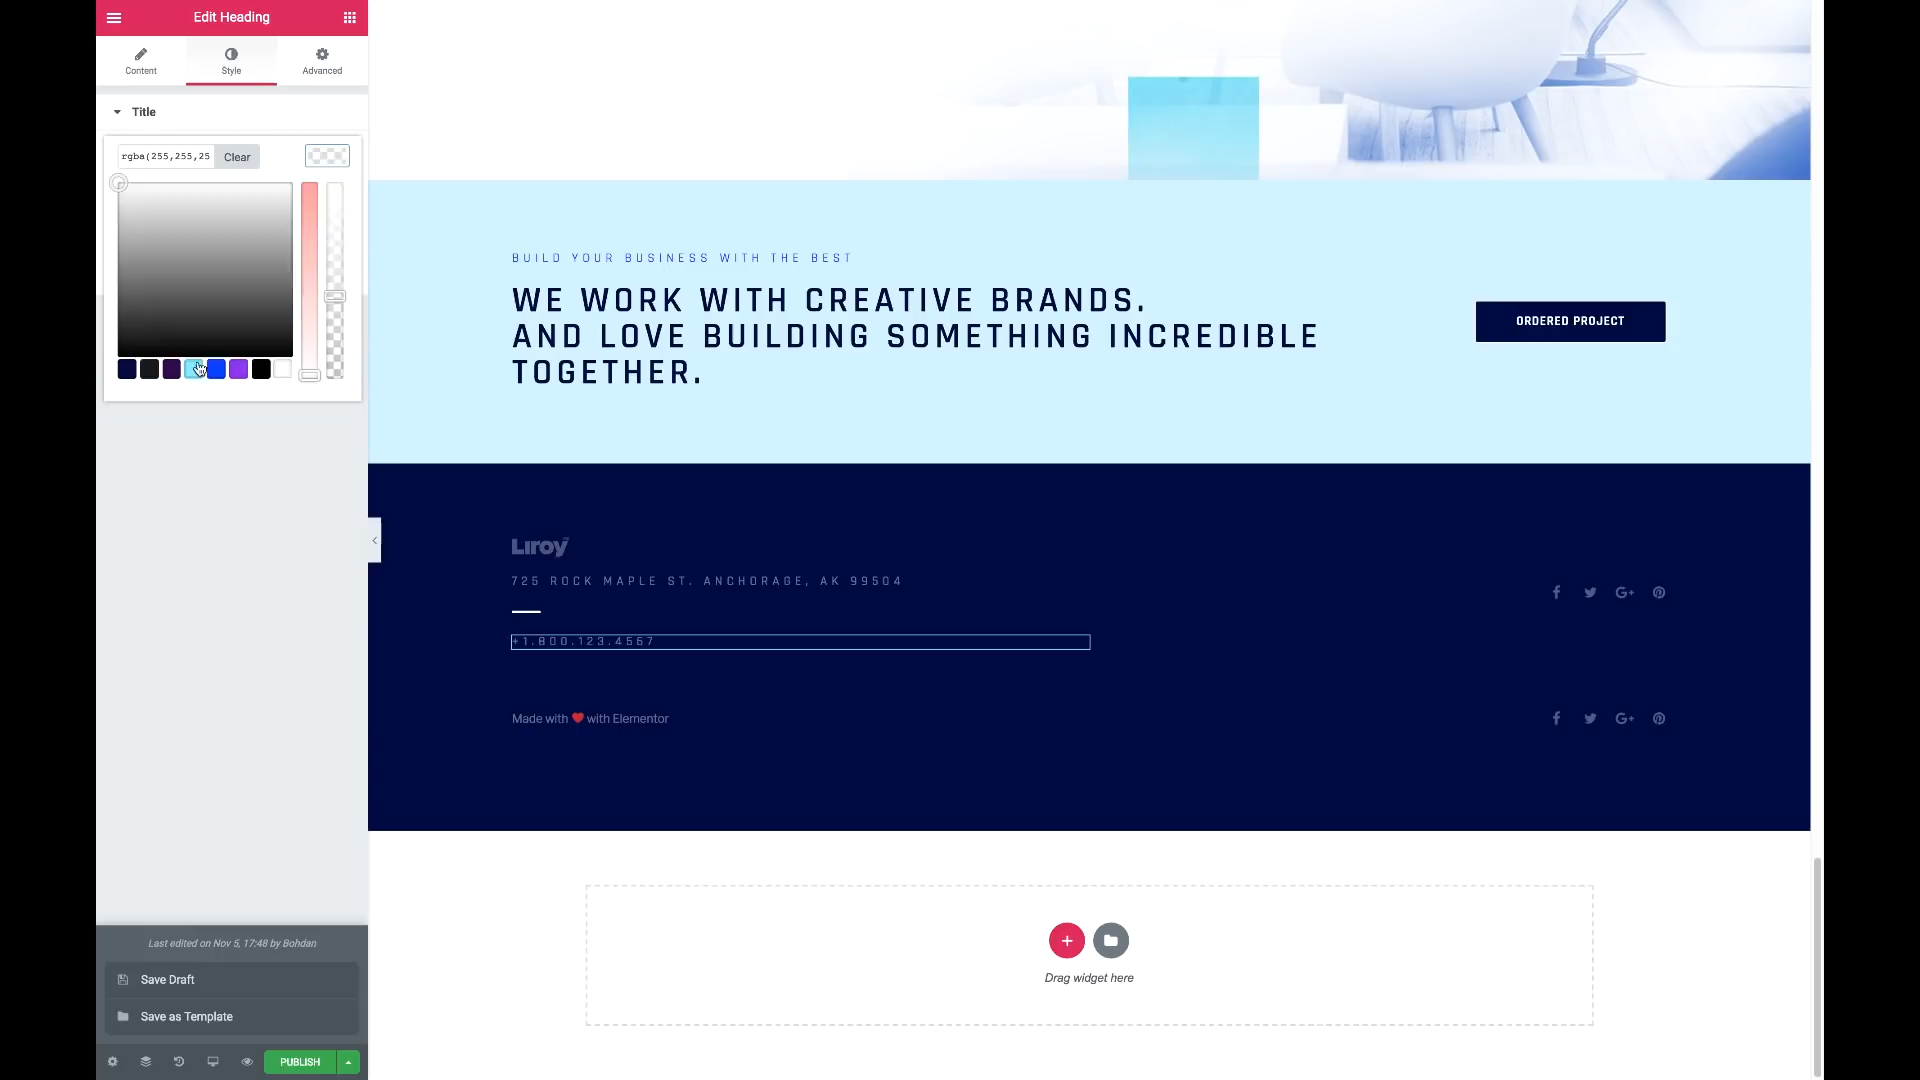 Edit Heading
Content
Style
Advanced
Title
rgba(255,255,25
Clear
BUILD YOUR BUSINESS WITH THE BEST
WE WORK WITH CREATIVE BRANDS.
AND LOVE BUILDING SOMETHING INCREDIBLE
TOGETHER.
ORDERED PROJECT
Liroy
725 ROCK MAPLE ST. ANCHORAGE, AK 99504
+1.800.123.4567
Made with ❤ with Elementor
Drag widget here
Last edited on Nov 5, 17:48 by Bohdan
Save Draft
Save as Template
PUBLISH